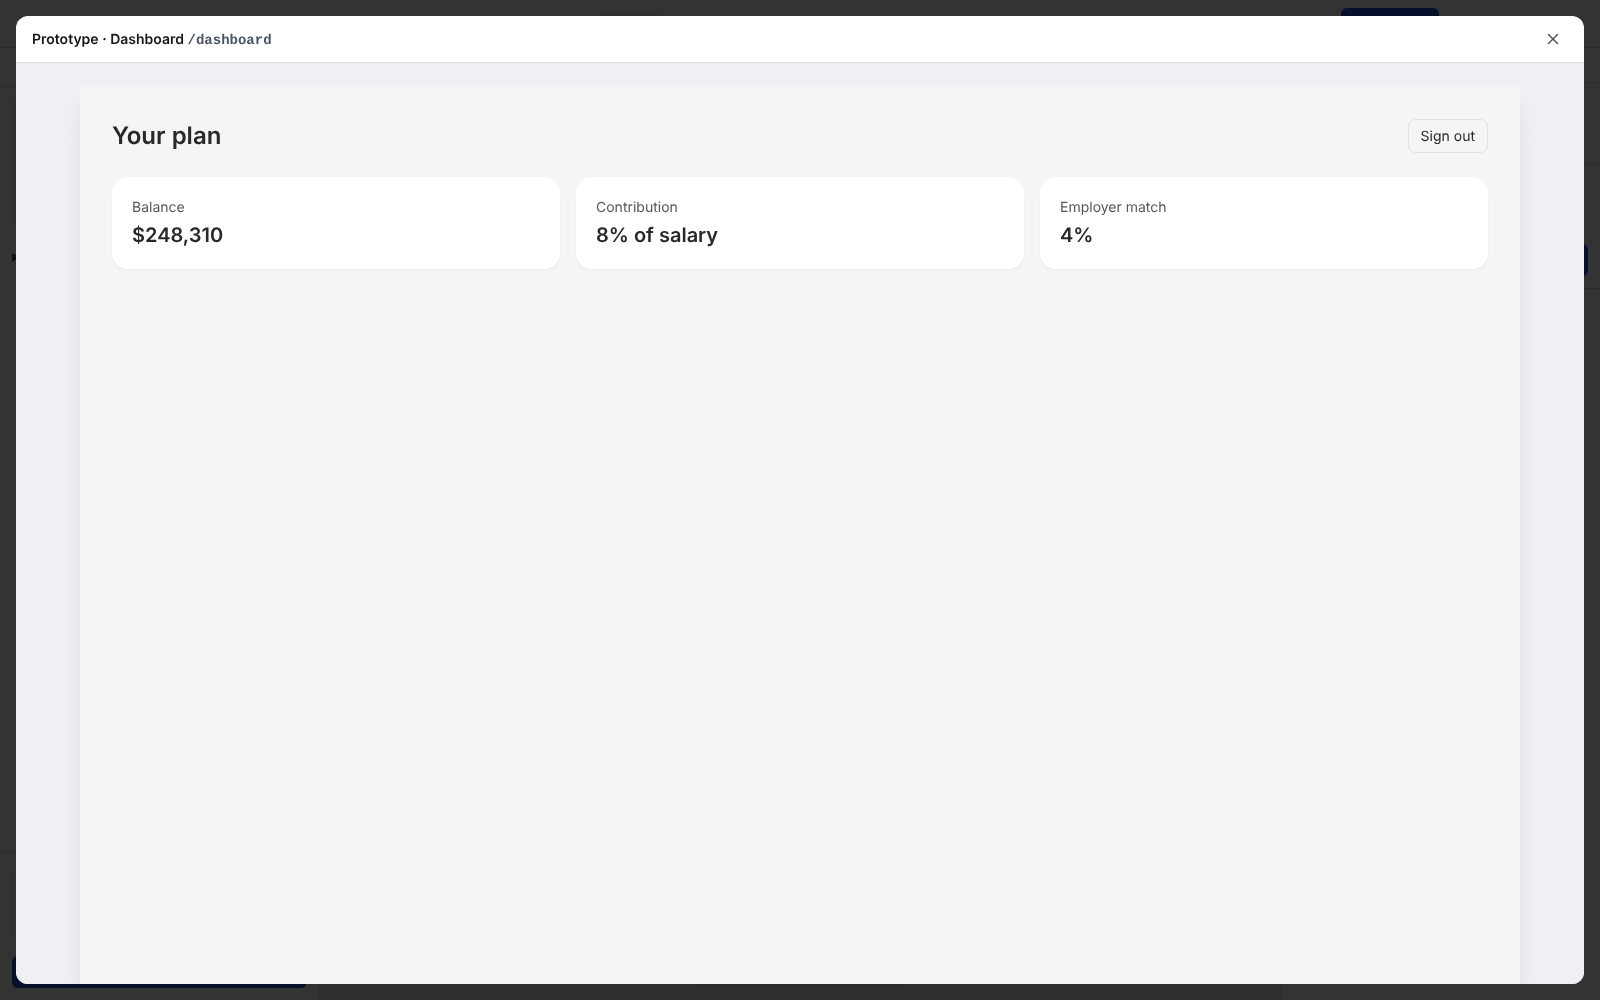 Prototype · Dashboard /dashboard
Your plan
Sign out
Balance
$248,310
Contribution
8% of salary
Employer match
4%